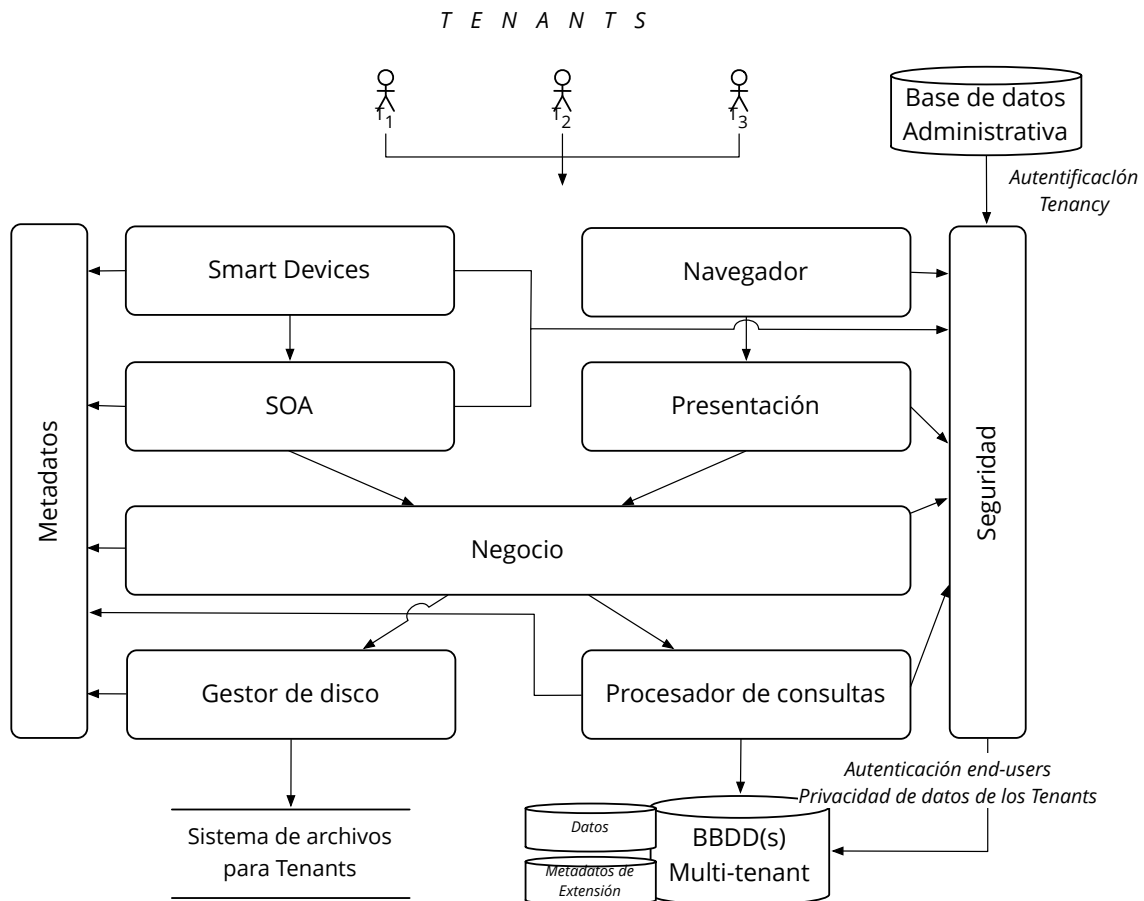 T E N A N T S
T1
T2
T3
Base de datos
Administrativa
AutentificacIón
Tenancy
Smart Devices
Navegador
SOA
Presentación
Metadatos
Seguridad
Negocio
Gestor de disco
Procesador de consultas
Autenticación end-users
Privacidad de datos de los Tenants
Sistema de archivos
para Tenants
Datos
Metadatos de
Extensión
BBDD(s)
Multi-tenant